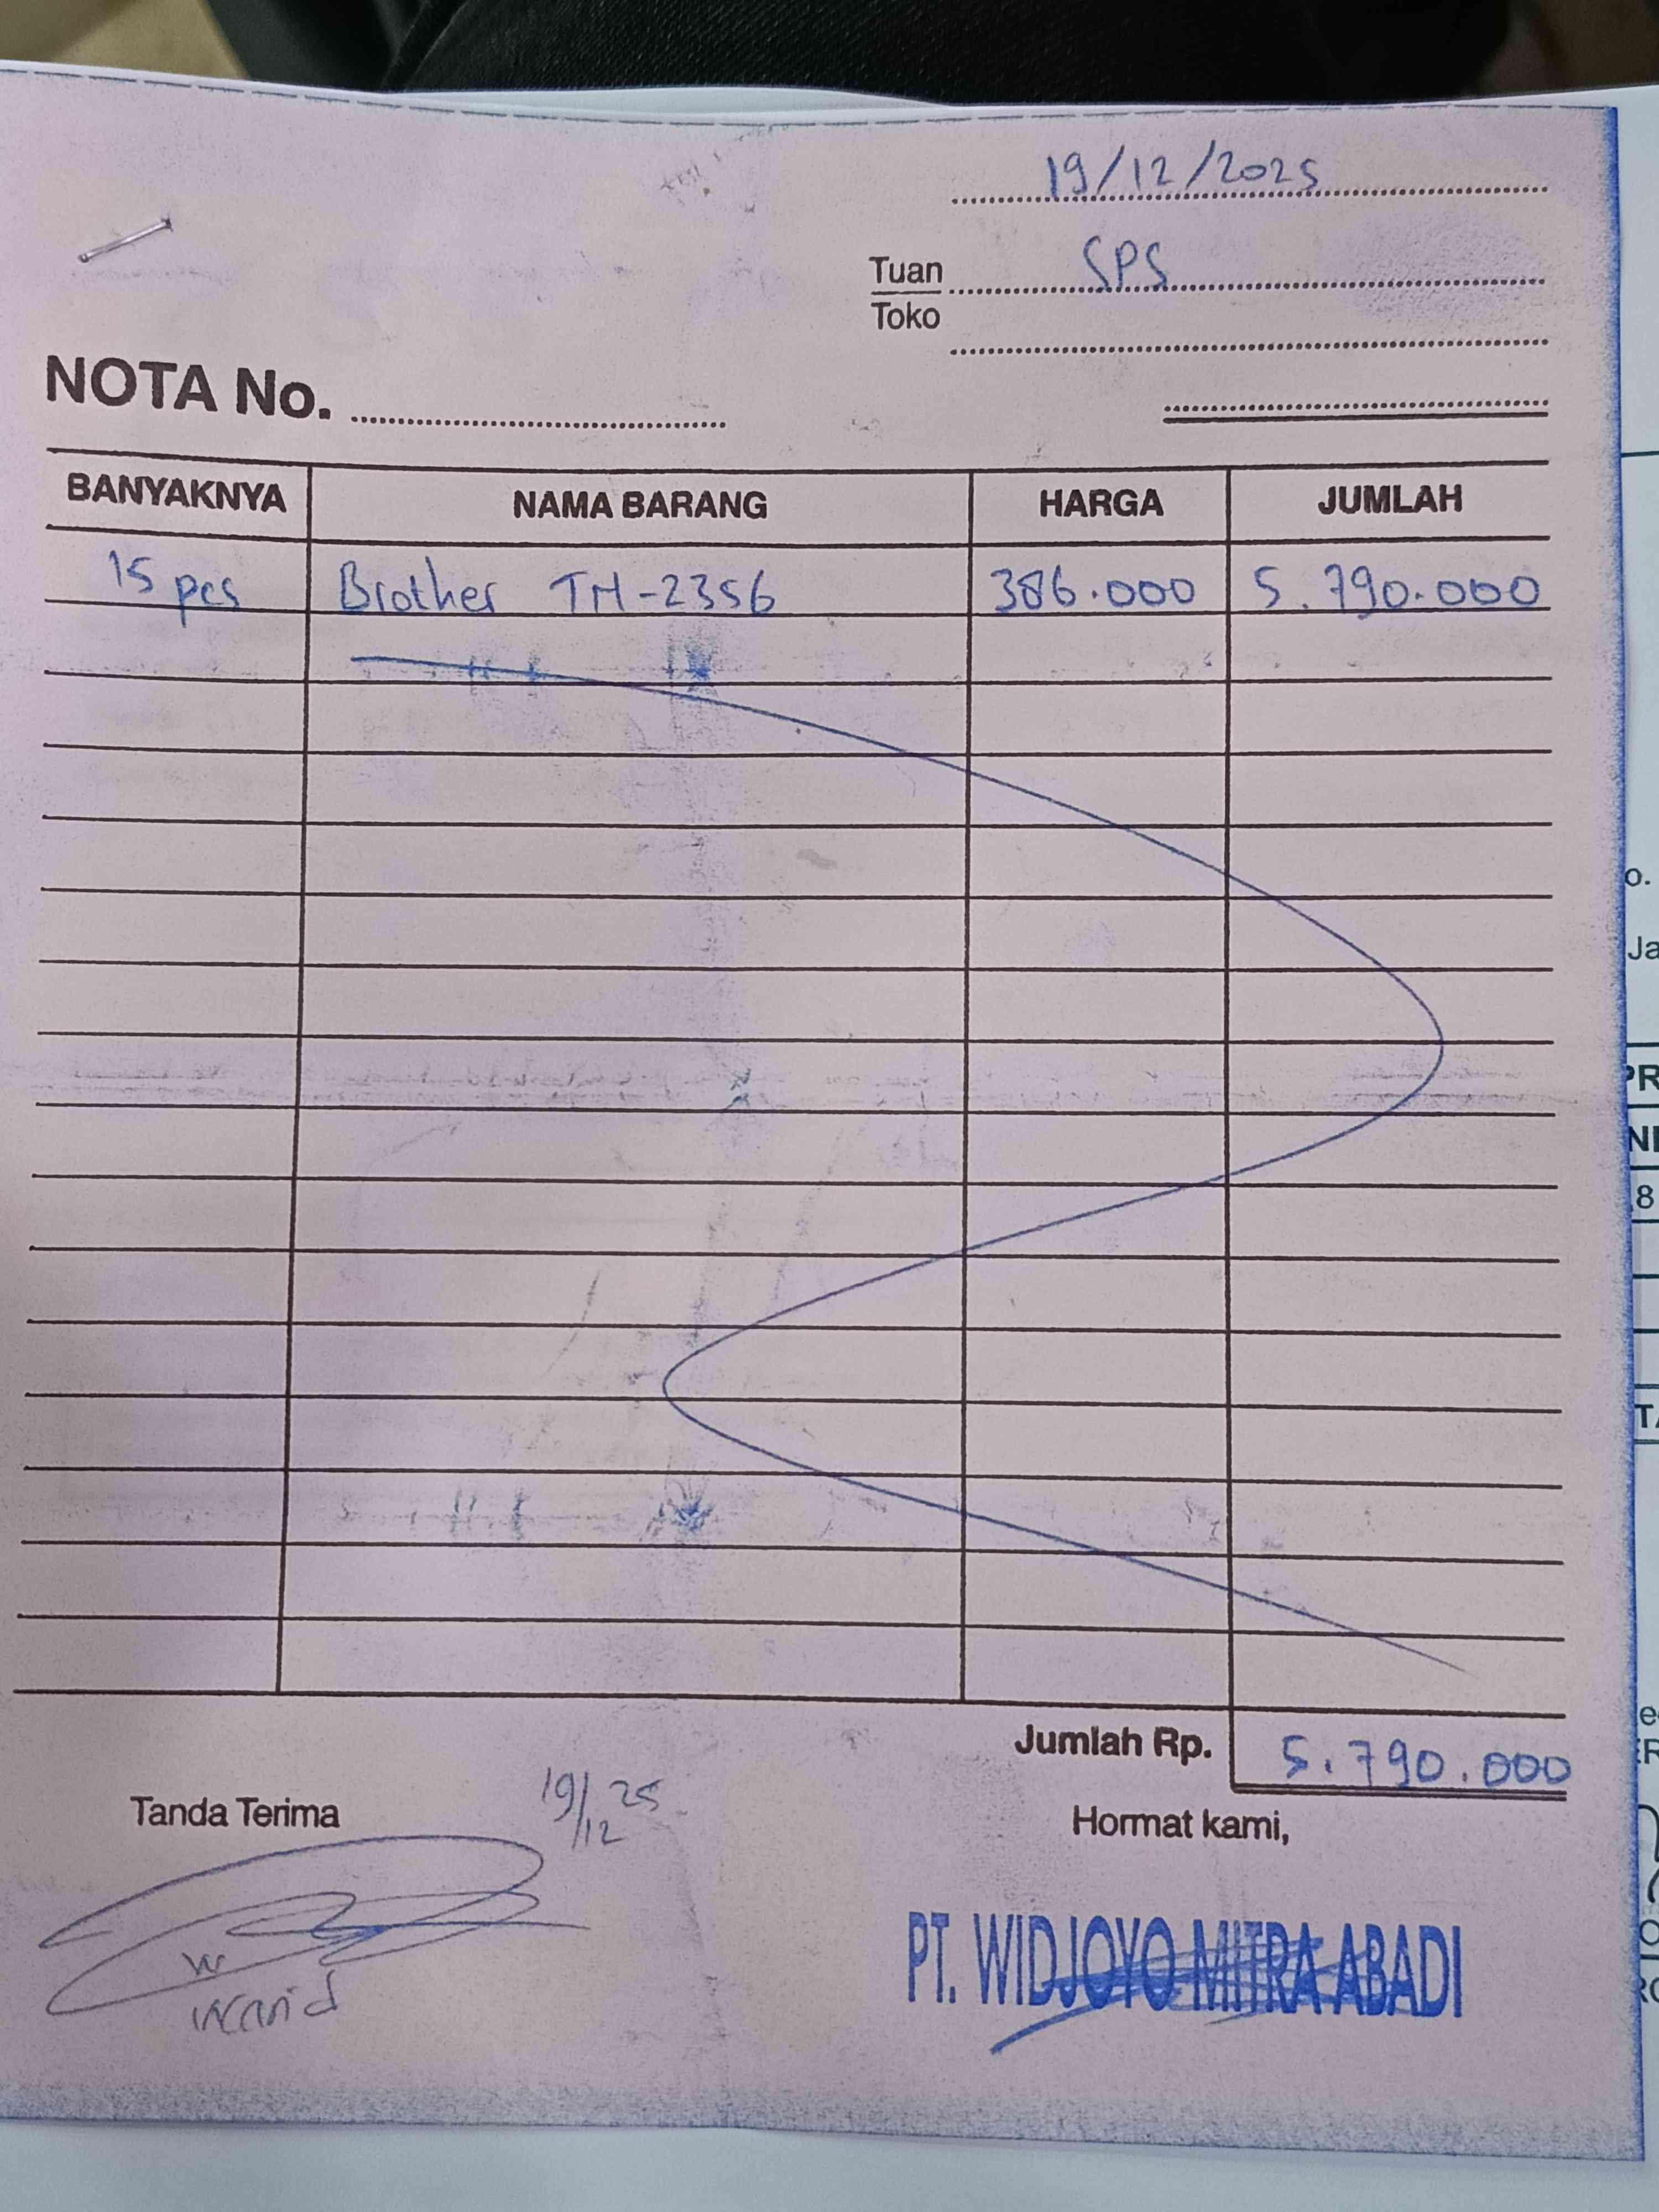 19/12/2025
Tuan SPS
Toko
NOTA No.
BANYAKNYA NAMA BARANG HARGA JUMLAH
15 pcs Brother TN-2356 386.000 5.790.000
Jumlah Rp. 5.790.000
Tanda Terima 19/12 25
Hormat kami,
PT. WIDJOYO MITRA ABADI